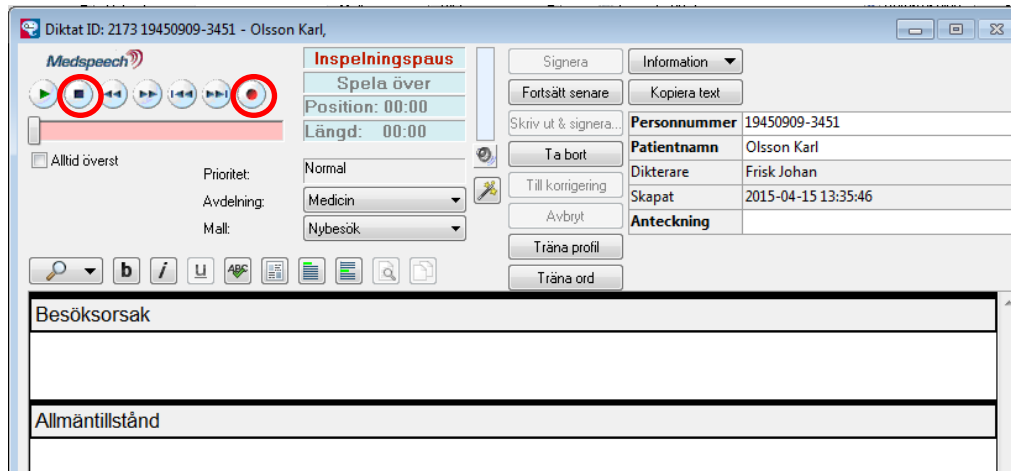 Diktat ID: 2173 19450909-3451 - Olsson Karl,
Medspeech
Inspelningspaus
Spela över
Position: 00:00
Längd: 00:00
Alltid överst
Prioritet: Normal
Avdelning: Medicin
Mall: Nybesök
Signera
Fortsätt senare
Skriv ut & signera...
Ta bort
Till korrigering
Avbryt
Träna profil
Träna ord
Information
Kopiera text
Personnummer 19450909-3451
Patientnamn Olsson Karl
Dikterare Frisk Johan
Skapat 2015-04-15 13:35:46
Anteckning
b i u ABC
Besöksorsak
Allmäntillstånd